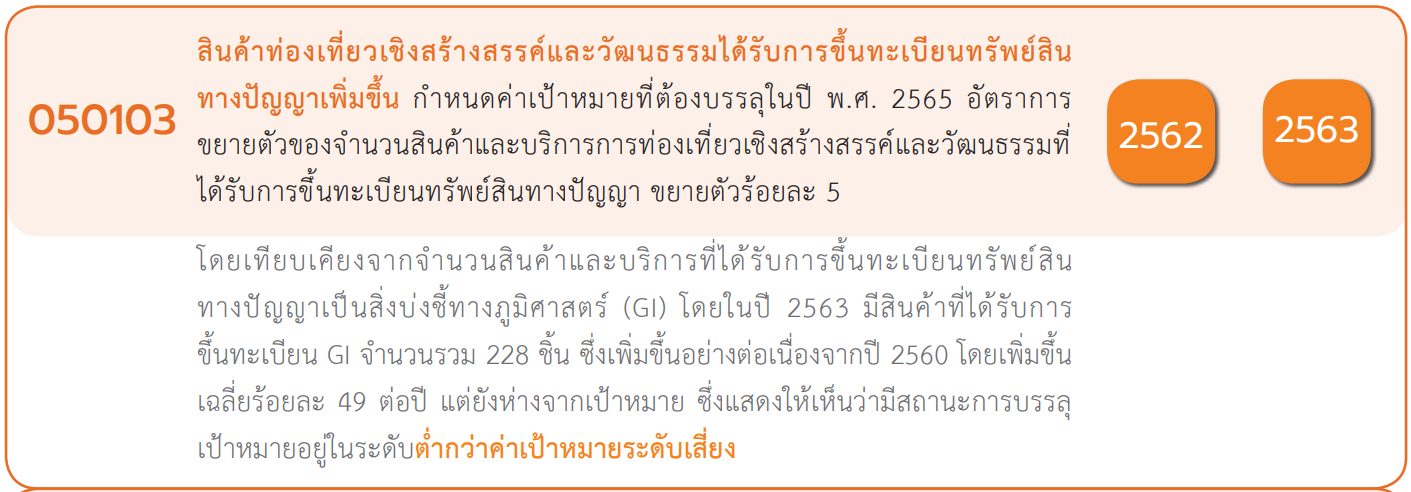 050103
สินค้าท่องเที่ยวเชิงสร้างสรรค์และวัฒนธรรมได้รับการขึ้นทะเบียนทรัพย์สิน
ทางปัญญาเพิ่มขึ้น กำหนดค่าเป้าหมายที่ต้องบรรลุในปี พ.ศ. 2565 อัตราการ
ขยายตัวของจำนวนสินค้าและบริการการท่องเที่ยวเชิงสร้างสรรค์และวัฒนธรรมที่
ได้รับการขึ้นทะเบียนทรัพย์สินทางปัญญา ขยายตัวร้อยละ 5
2562
2563
โดยเทียบเคียงจากจำนวนสินค้าและบริการที่ได้รับการขึ้นทะเบียนทรัพย์สิน
ทางปัญญาเป็นสิ่งบ่งชี้ทางภูมิศาสตร์ (GI) โดยในปี 2563 มีสินค้าที่ได้รับการ
ขึ้นทะเบียน GI จำนวนรวม 228 ชิ้น ซึ่งเพิ่มขึ้นอย่างต่อเนื่องจากปี 2560 โดยเพิ่มขึ้น
เฉลี่ยร้อยละ 49 ต่อปี แต่ยังห่างจากเป้าหมาย ซึ่งแสดงให้เห็นว่ามีสถานะการบรรลุ
เป้าหมายอยู่ในระดับต่ำกว่าค่าเป้าหมายระดับเสี่ยง